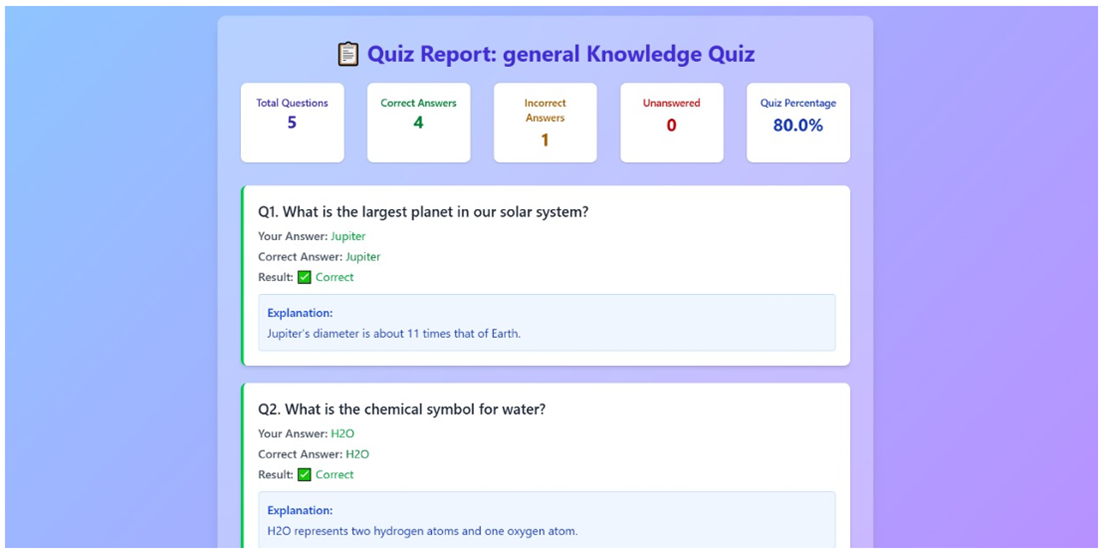 📋 Quiz Report: general Knowledge Quiz
Total Questions
5
Correct Answers
4
Incorrect
Answers
1
Unanswered
0
Quiz Percentage
80.0%
Q1. What is the largest planet in our solar system?
Your Answer: Jupiter
Correct Answer: Jupiter
Result: ✅ Correct
Explanation:
Jupiter's diameter is about 11 times that of Earth.
Q2. What is the chemical symbol for water?
Your Answer: H2O
Correct Answer: H2O
Result: ✅ Correct
Explanation:
H2O represents two hydrogen atoms and one oxygen atom.